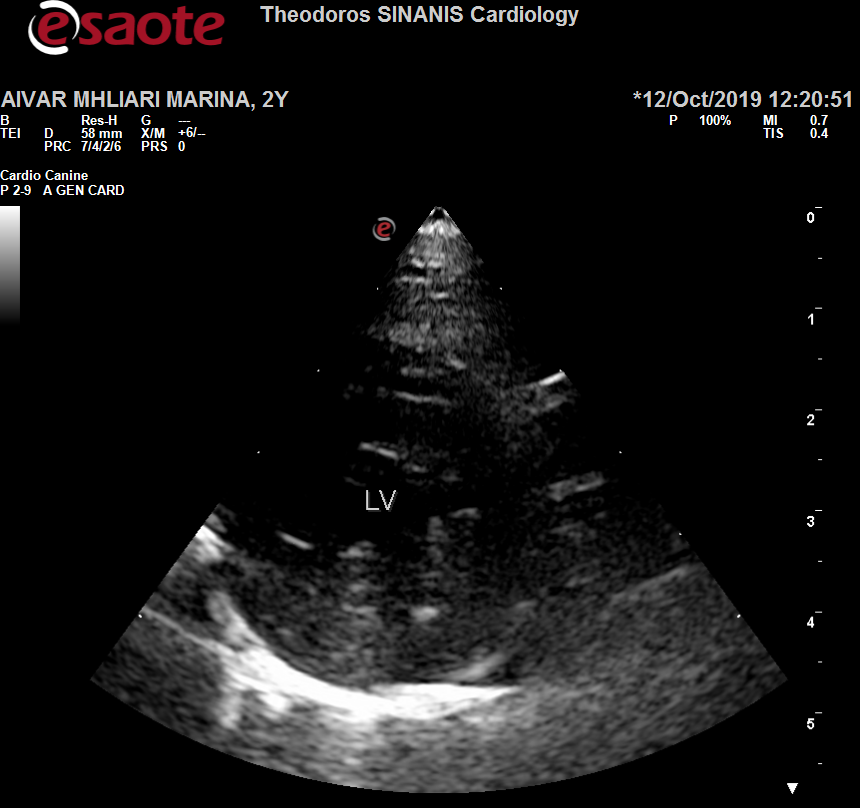 esaote
Theodoros SINANIS Cardiology
AIVAR MHLIARI MARINA, 2Y
*12/Oct/2019 12:20:51
B Res-H G ---
TEI D 58 mm X/M +6/--
PRC 7/4/2/6 PRS 0
P 100% MI 0.7
TIS 0.4
Cardio Canine
P 2-9 A GEN CARD
e
0
1
2
LV
3
4
5